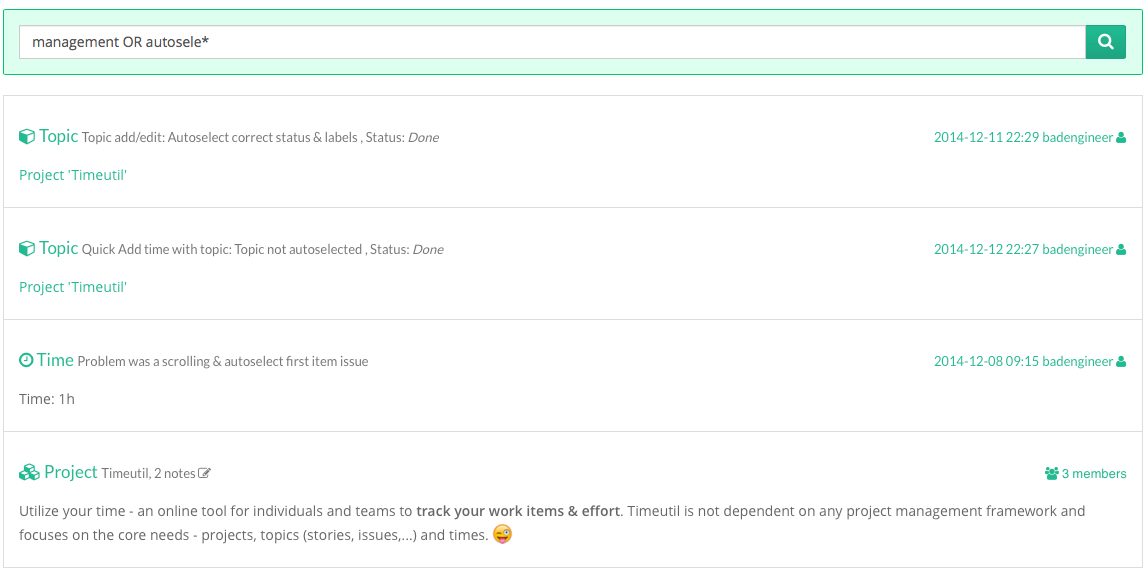 management OR autosele*
Topic Topic add/edit: Autoselect correct status & labels , Status: Done 2014-12-11 22:29 badengineer
Project 'Timeutil'
Topic Quick Add time with topic: Topic not autoselected , Status: Done 2014-12-12 22:27 badengineer
Project 'Timeutil'
Time Problem was a scrolling & autoselect first item issue 2014-12-08 09:15 badengineer
Time: 1h
Project Timeutil, 2 notes 3 members
Utilize your time - an online tool for individuals and teams to track your work items & effort. Timeutil is not dependent on any project management framework and
focuses on the core needs - projects, topics (stories, issues,...) and times.